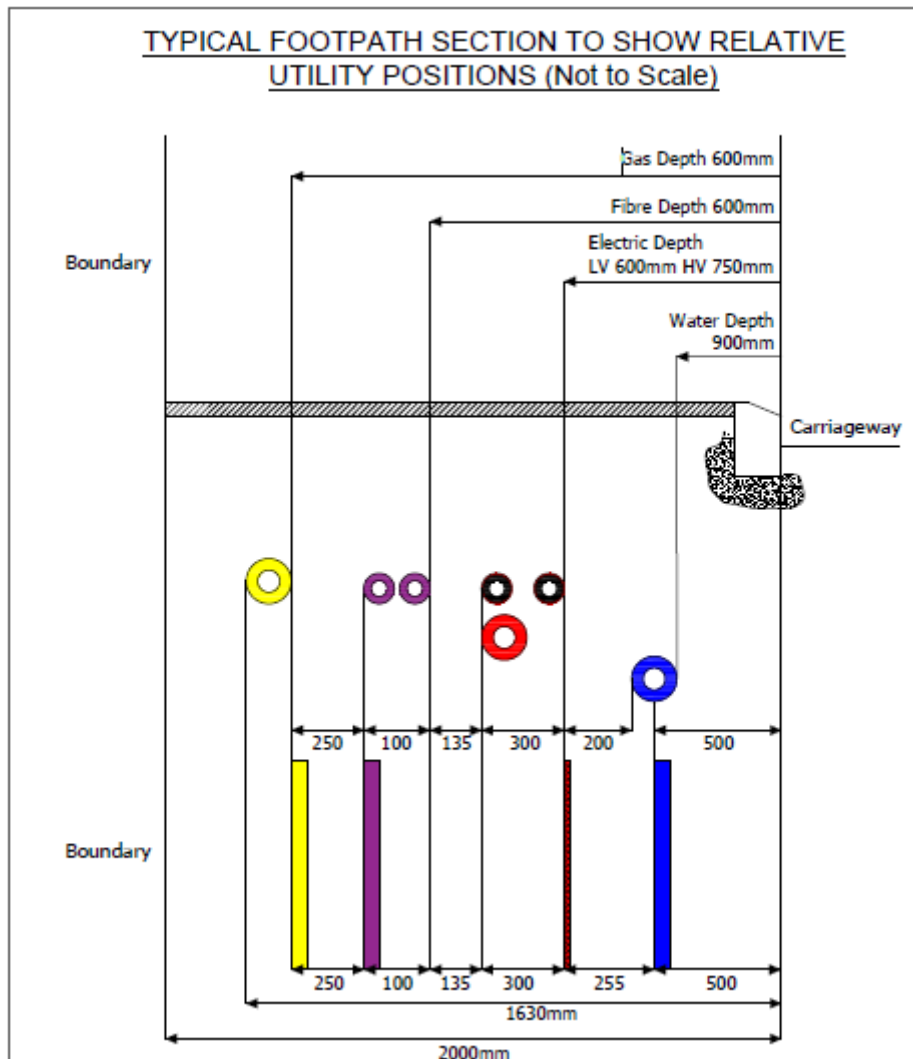 TYPICAL FOOTPATH SECTION TO SHOW RELATIVE
UTILITY POSITIONS (Not to Scale)
Gas Depth 600mm
Fibre Depth 600mm
Electric Depth
LV 600mm HV 750mm
Boundary
Water Depth
900mm
Carriageway
250 100 135 300 200 500
Boundary
250 100 135 300 255 500
1630mm
2000mm